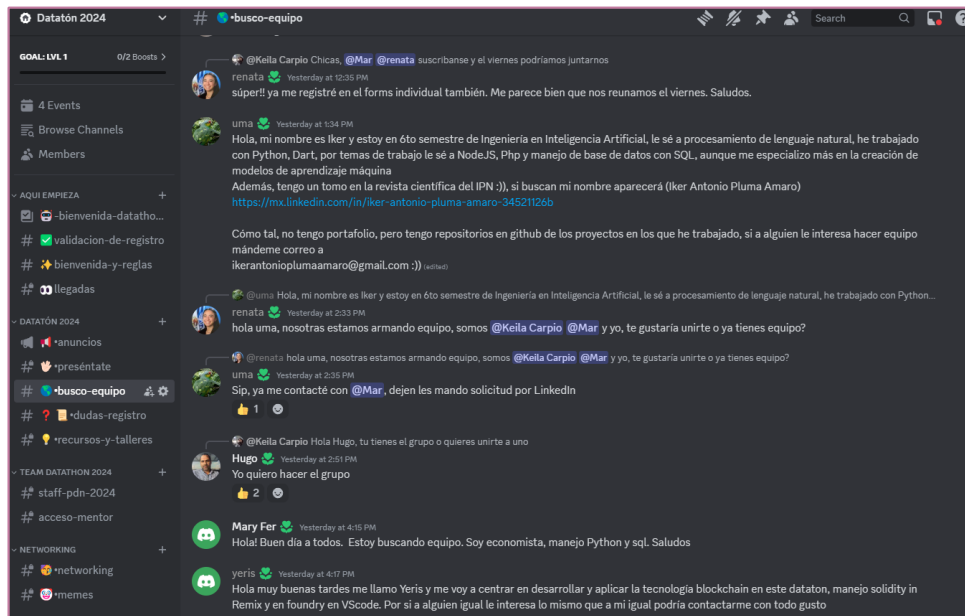 Datatón 2024
GOAL: LVL 1
0/2 Boosts >
4 Events
Browse Channels
Members
AQUI EMPIEZA
-bienvenida-datatho...
validacion-de-registro
bienvenida-y-reglas
llegadas
DATATÓN 2024
•anuncios
•preséntate
•busco-equipo
•dudas-registro
•recursos-y-talleres
TEAM DATATHON 2024
staff-pdn-2024
acceso-mentor
NETWORKING
•networking
•memes
# •busco-equipo
Search
@Keila Carpio Chicas, @Mar @renata suscribanse y el viernes podríamos juntarnos
renata Yesterday at 12:35 PM
súper!! ya me registré en el forms individual también. Me parece bien que nos reunamos el viernes. Saludos.
uma Yesterday at 1:34 PM
Hola, mi nombre es Iker y estoy en 6to semestre de Ingeniería en Inteligencia Artificial, le sé a procesamiento de lenguaje natural, he trabajado
con Python, Dart, por temas de trabajo le sé a NodeJS, Php y manejo de base de datos con SQL, aunque me especializo más en la creación de
modelos de aprendizaje máquina
Además, tengo un tomo en la revista científica del IPN :)), si buscan mi nombre aparecerá (Iker Antonio Pluma Amaro)
https://mx.linkedin.com/in/iker-antonio-pluma-amaro-34521126b
Cómo tal, no tengo portafolio, pero tengo repositorios en github de los proyectos en los que he trabajado, si a alguien le interesa hacer equipo
mándeme correo a
ikerantonioplumaamaro@gmail.com :)) (edited)
@uma Hola, mi nombre es Iker y estoy en 6to semestre de Ingeniería en Inteligencia Artificial, le sé a procesamiento de lenguaje natural, he trabajado con Python...
renata Yesterday at 2:33 PM
hola uma, nosotras estamos armando equipo, somos @Keila Carpio @Mar y yo, te gustaría unirte o ya tienes equipo?
@renata hola uma, nosotras estamos armando equipo, somos @Keila Carpio @Mar y yo, te gustaría unirte o ya tienes equipo?
uma Yesterday at 2:35 PM
Sip, ya me contacté con @Mar, dejen les mando solicitud por LinkedIn
1
@Keila Carpio Hola Hugo, tu tienes el grupo o quieres unirte a uno
Hugo Yesterday at 2:51 PM
Yo quiero hacer el grupo
2
Mary Fer Yesterday at 4:15 PM
Hola! Buen día a todos. Estoy buscando equipo. Soy economista, manejo Python y sql. Saludos
yeris Yesterday at 4:17 PM
Hola muy buenas tardes me llamo Yeris y me voy a centrar en desarrollar y aplicar la tecnología blockchain en este dataton, manejo solidity in
Remix y en foundry en VScode. Por si a alguien igual le interesa lo mismo que a mi igual podría contactarme con todo gusto